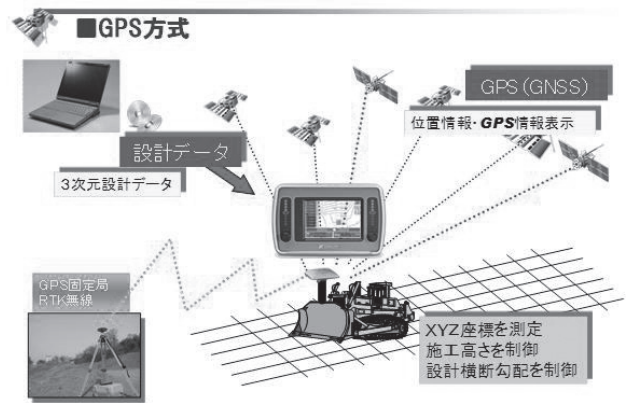 ■GPS方式
GPS(GNSS)
位置情報・GPS情報表示
設計データ
3次元設計データ
GPS固定局
RTK無線
XYZ座標を測定
施工高さを制御
設計横断勾配を制御